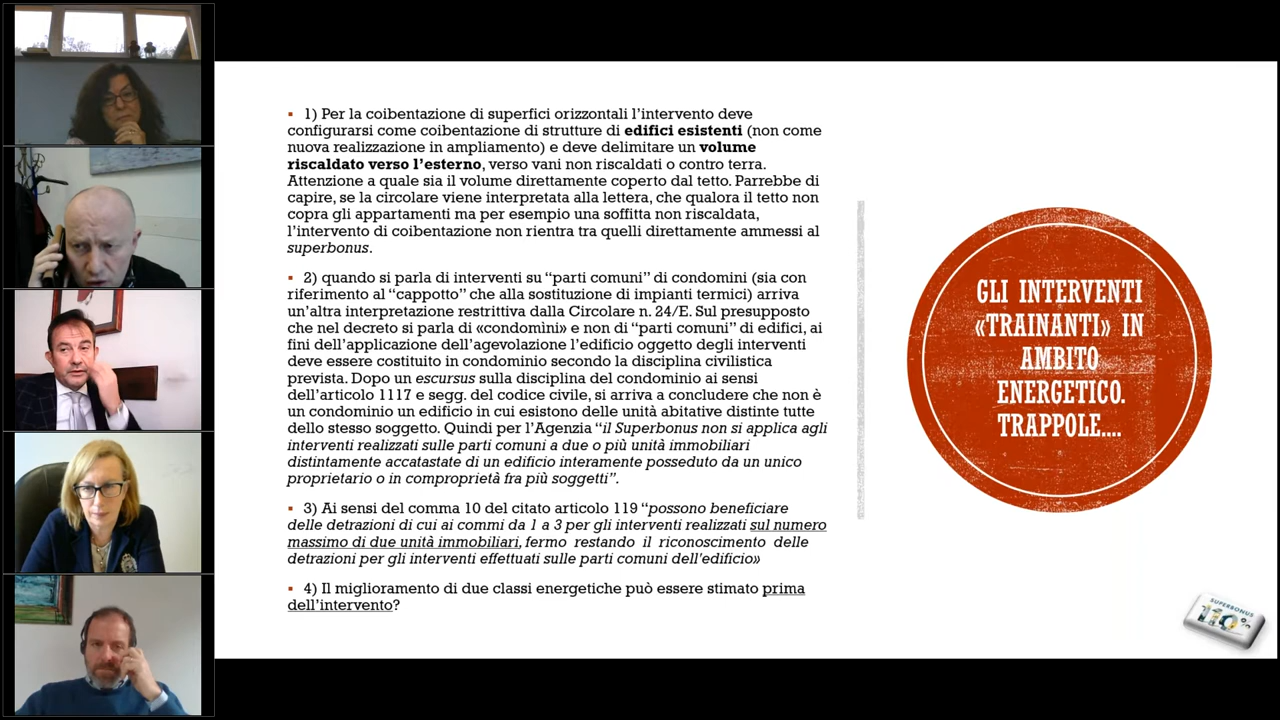 ▪ 1) Per la coibentazione di superfici orizzontali l'intervento deve
configurarsi come coibentazione di strutture di edifici esistenti (non come
nuova realizzazione in ampliamento) e deve delimitare un volume
riscaldato verso l'esterno, verso vani non riscaldati o contro terra.
Attenzione a quale sia il volume direttamente coperto dal tetto. Parrebbe di
capire, se la circolare viene interpretata alla lettera, che qualora il tetto non
copra gli appartamenti ma per esempio una soffitta non riscaldata,
l'intervento di coibentazione non rientra tra quelli direttamente ammessi al
superbonus.
▪ 2) quando si parla di interventi su “parti comuni” di condomini (sia con
riferimento al “cappotto” che alla sostituzione di impianti termici) arriva
un'altra interpretazione restrittiva dalla Circolare n. 24/E. Sul presupposto
che nel decreto si parla di «condomìni» e non di “parti comuni” di edifici, ai
fini dell'applicazione dell'agevolazione l'edificio oggetto degli interventi
deve essere costituito in condominio secondo la disciplina civilistica
prevista. Dopo un escursus sulla disciplina del condominio ai sensi
dell'articolo 1117 e segg. del codice civile, si arriva a concludere che non è
un condominio un edificio in cui esistono delle unità abitative distinte tutte
dello stesso soggetto. Quindi per l'Agenzia “il Superbonus non si applica agli
interventi realizzati sulle parti comuni a due o più unità immobiliari
distintamente accatastate di un edificio interamente posseduto da un unico
proprietario o in comproprietà fra più soggetti”.
▪ 3) Ai sensi del comma 10 del citato articolo 119 “possono beneficiare
delle detrazioni di cui ai commi da 1 a 3 per gli interventi realizzati sul numero
massimo di due unità immobiliari, fermo restando il riconoscimento delle
detrazioni per gli interventi effettuati sulle parti comuni dell'edificio»
▪ 4) Il miglioramento di due classi energetiche può essere stimato prima
dell'intervento?
GLI INTERVENTI
«TRAINANTI» IN
AMBITO
ENERGETICO.
TRAPPOLE....
SUPERBONUS
110%